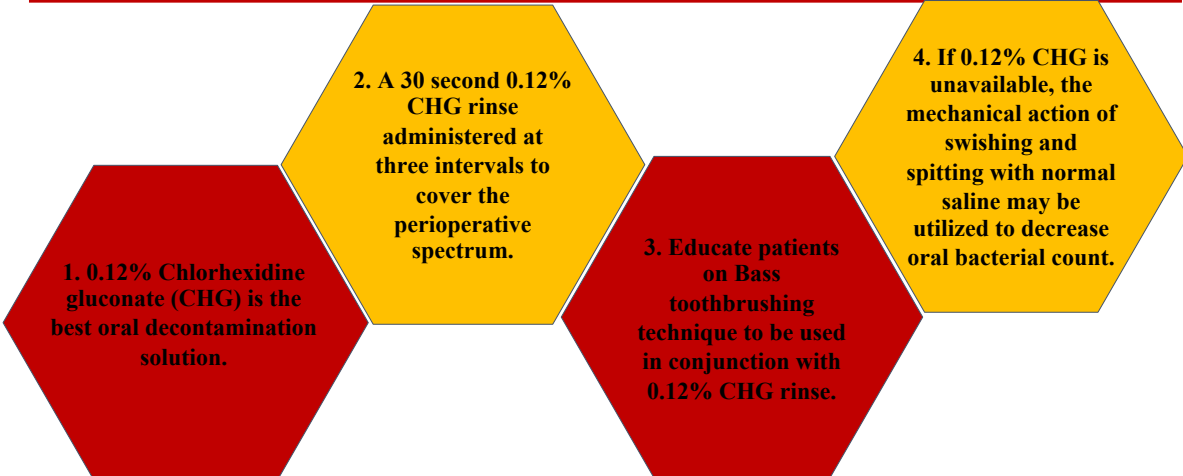 1. 0.12% Chlorhexidine
gluconate (CHG) is the
best oral decontamination
solution.
2. A 30 second 0.12%
CHG rinse
administered at
three intervals to
cover the
perioperative
spectrum.
3. Educate patients
on Bass
toothbrushing
technique to be used
in conjunction with
0.12% CHG rinse.
4. If 0.12% CHG is
unavailable, the
mechanical action of
swishing and
spitting with normal
saline may be
utilized to decrease
oral bacterial count.